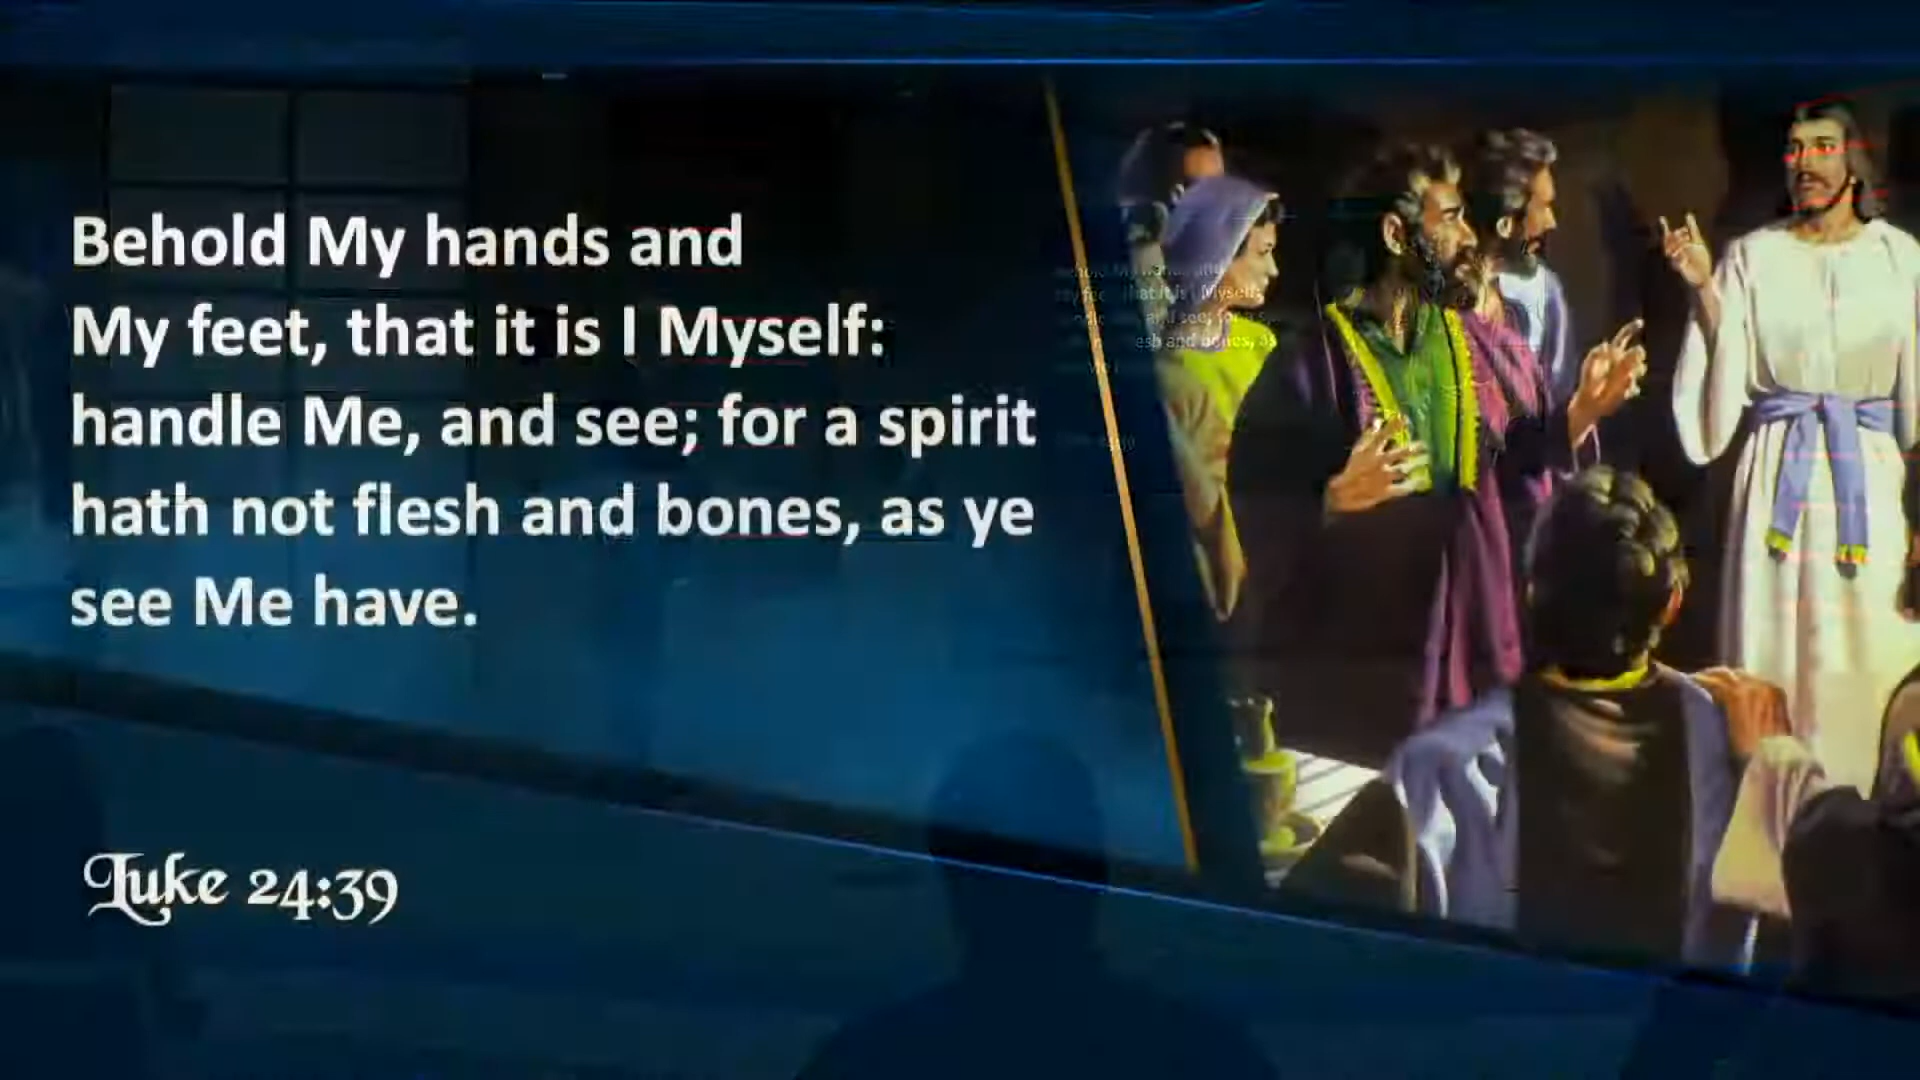 Behold My hands and
My feet, that it is I Myself:
handle Me, and see; for a spirit
hath not flesh and bones, as ye
see Me have.
Luke 24:39